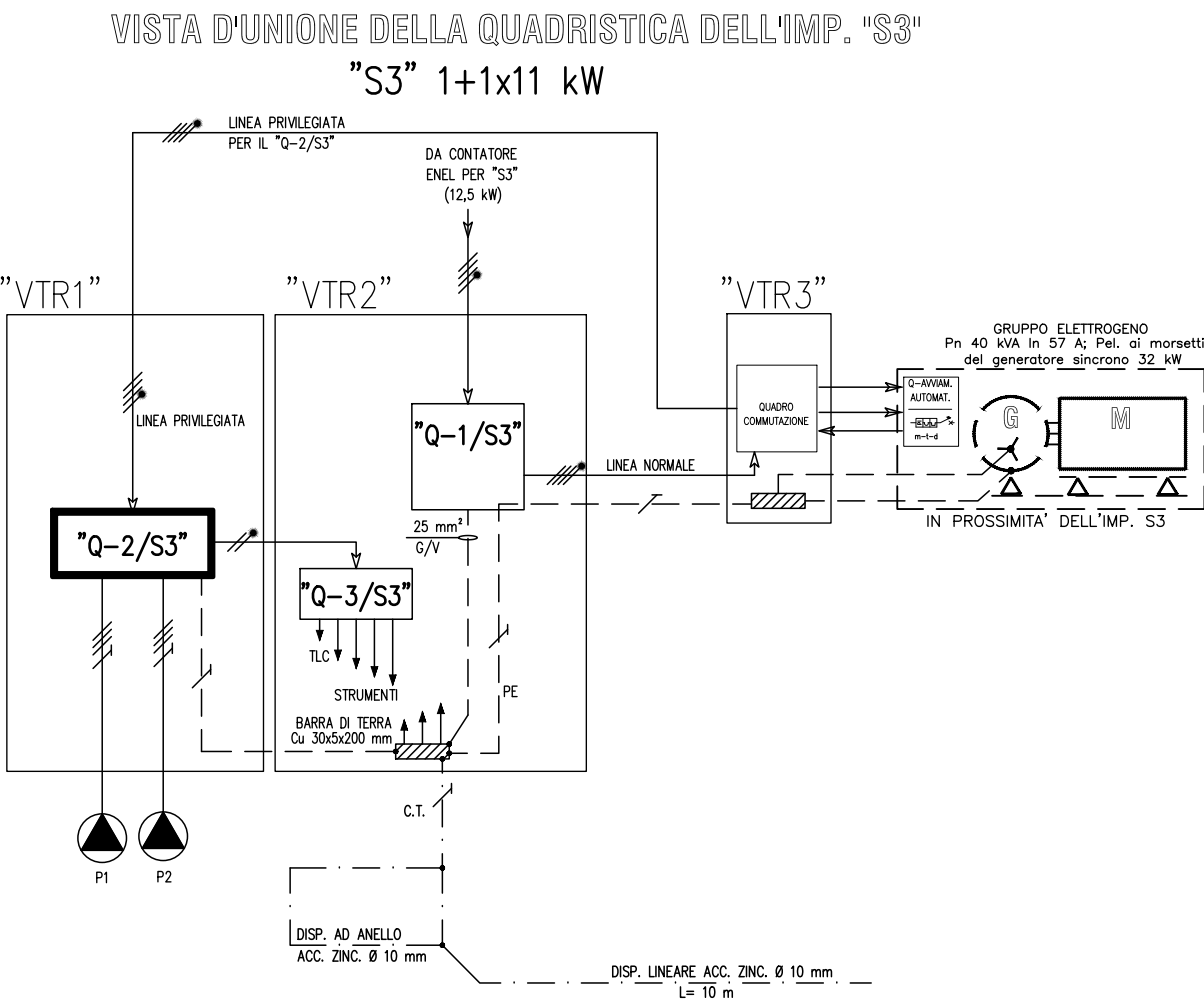 VISTA D'UNIONE DELLA QUADRISTICA DELL'IMP. "S3"
"S3" 1+1x11 kW
LINEA PRIVILEGIATA
PER IL "Q-2/S3"
DA CONTATORE
ENEL PER "S3"
(12,5 kW)
"VTR1"
"VTR2"
"VTR3"
GRUPPO ELETTROGENO
Pn 40 kVA In 57 A; Pel. ai morsetti
del generatore sincrono 32 kW
LINEA PRIVILEGIATA
"Q-1/S3"
QUADRO
COMMUTAZIONE
Q-AVVIAM.
AUTOMAT.
m-t-d
G
M
LINEA NORMALE
IN PROSSIMITA' DELL'IMP. S3
25 mm²
G/V
"Q-2/S3"
"Q-3/S3"
TLC
STRUMENTI
PE
BARRA DI TERRA
Cu 30x5x200 mm
C.T.
P1
P2
DISP. AD ANELLO
ACC. ZINC. Ø 10 mm
DISP. LINEARE ACC. ZINC. Ø 10 mm
L= 10 m